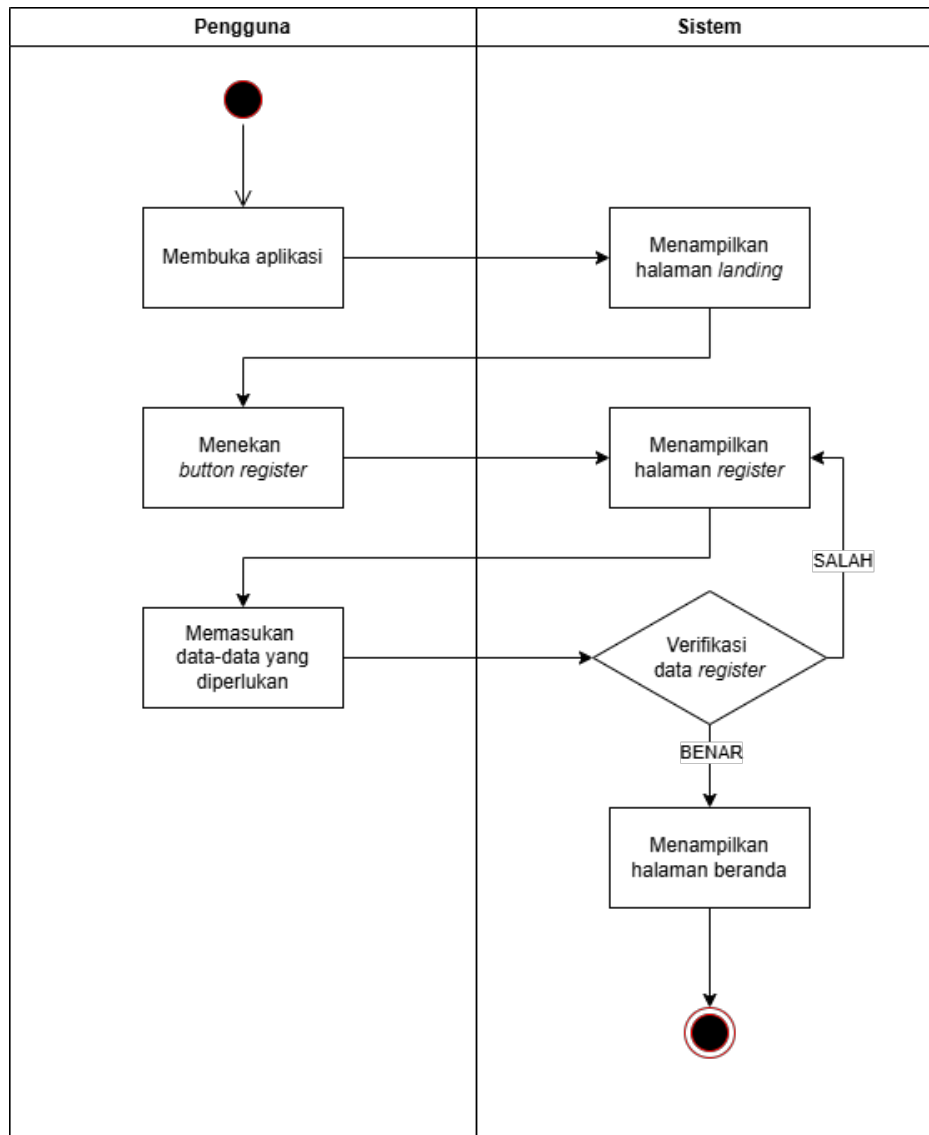 Pengguna
Sistem
Membuka aplikasi
Menampilkan
halaman landing
Menekan
button register
Menampilkan
halaman register
SALAH
Memasukan
data-data yang
diperlukan
Verifikasi
data register
BENAR
Menampilkan
halaman beranda